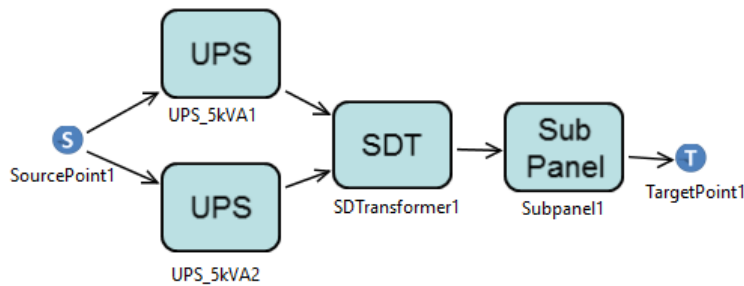 UPS
UPS_5kVA1
S
SourcePoint1
UPS
UPS_5kVA2
SDT
SDTransformer1
Sub
Panel
Subpanel1
T
TargetPoint1